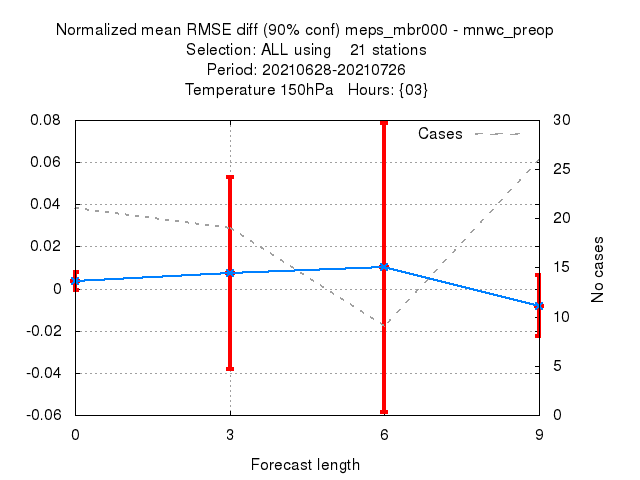 Normalized mean RMSE diff (90% conf) meps_mbr000 - mnwc_preop
Selection: ALL using    21 stations
Period: 20210628-20210726
Temperature 150hPa   Hours: {03}
0.08
0.06
0.04
0.02
0
-0.02
-0.04
-0.06
Cases
30
25
20
15
10
5
0
No cases
0 3 6 9
Forecast length